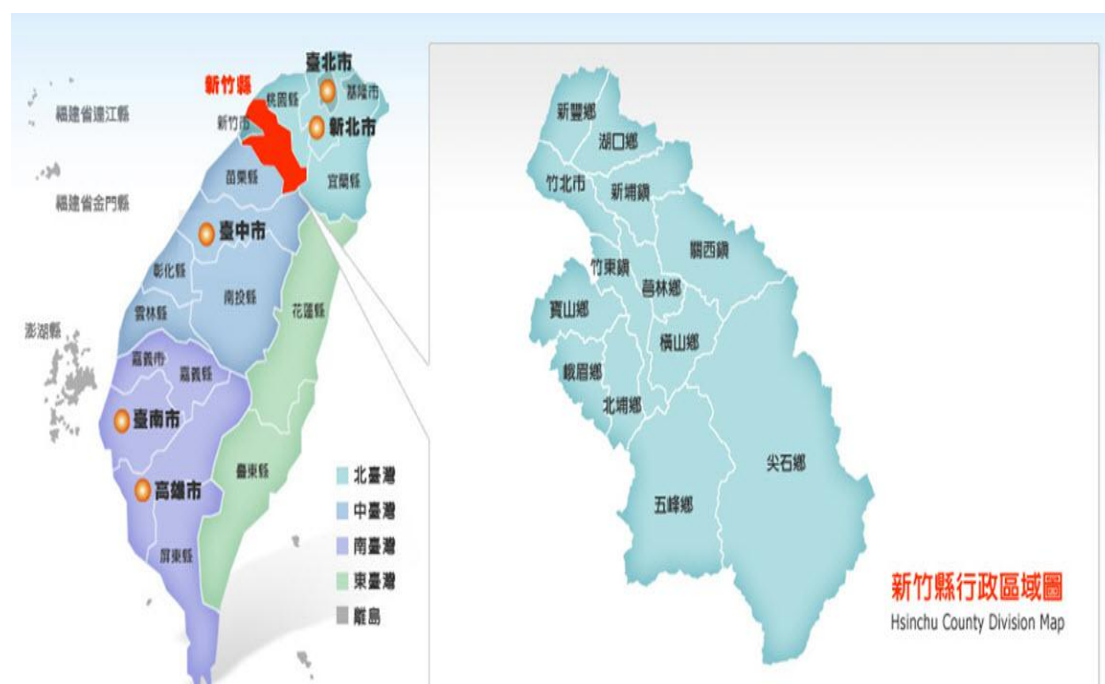 臺北市
新竹縣
桃園縣
基隆市
新竹市
新北市
福建省連江縣
苗栗縣
宜蘭縣
福建省金門縣
臺中市
彰化縣
南投縣
花蓮縣
雲林縣
澎湖縣
嘉義市
嘉義縣
臺南市
臺東縣
高雄市
屏東縣
北臺灣
中臺灣
南臺灣
東臺灣
離島
新豐鄉
湖口鄉
竹北市
新埔鎮
關西鎮
竹東鎮
芎林鄉
寶山鄉
橫山鄉
峨眉鄉
北埔鄉
尖石鄉
五峰鄉
新竹縣行政區域圖
Hsinchu County Division Map